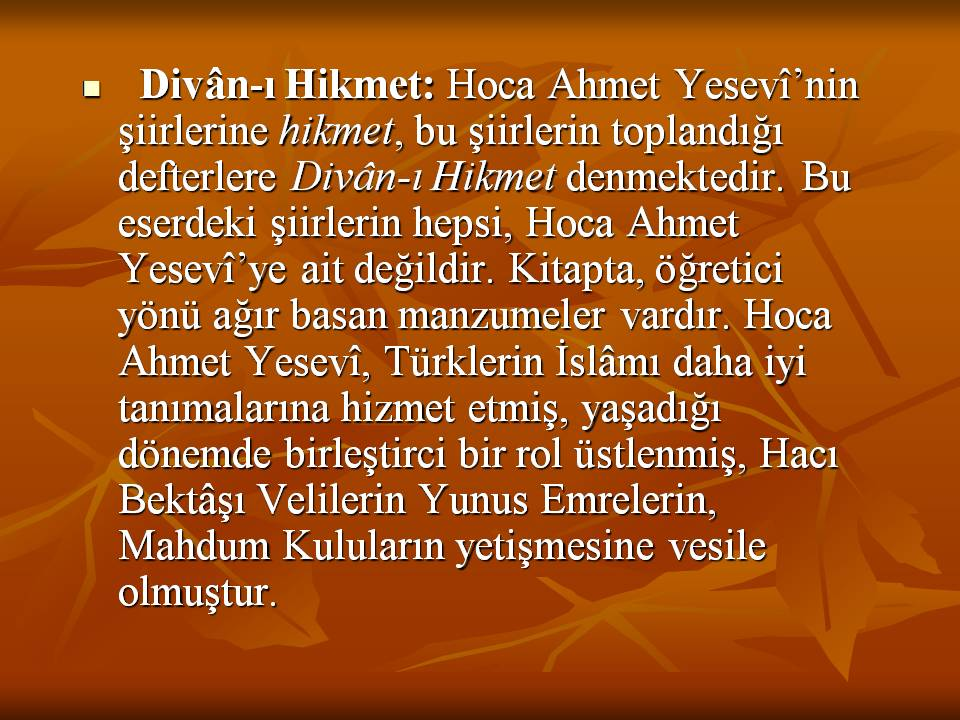 Divân-ı Hikmet: Hoca Ahmet Yesevî’nin
şiirlerine hikmet, bu şiirlerin toplandığı
defterlere Divân-ı Hikmet denmektedir. Bu
eserdeki şiirlerin hepsi, Hoca Ahmet
Yesevî’ye ait değildir. Kitapta, öğretici
yönü ağır basan manzumeler vardır. Hoca
Ahmet Yesevî, Türklerin İslâmı daha iyi
tanımalarına hizmet etmiş, yaşadığı
dönemde birleştirci bir rol üstlenmiş, Hacı
Bektâşı Velilerin Yunus Emrelerin,
Mahdum Kuluların yetişmesine vesile
olmuştur.